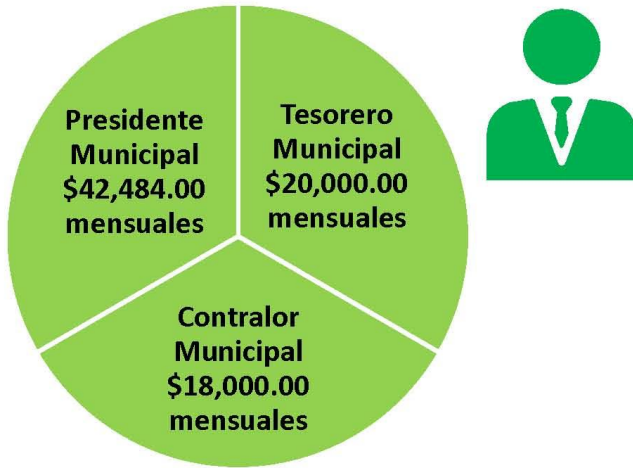 Presidente
Municipal
$42,484.00
mensuales
Tesorero
Municipal
$20,000.00
mensuales
Contralor
Municipal
$18,000.00
mensuales